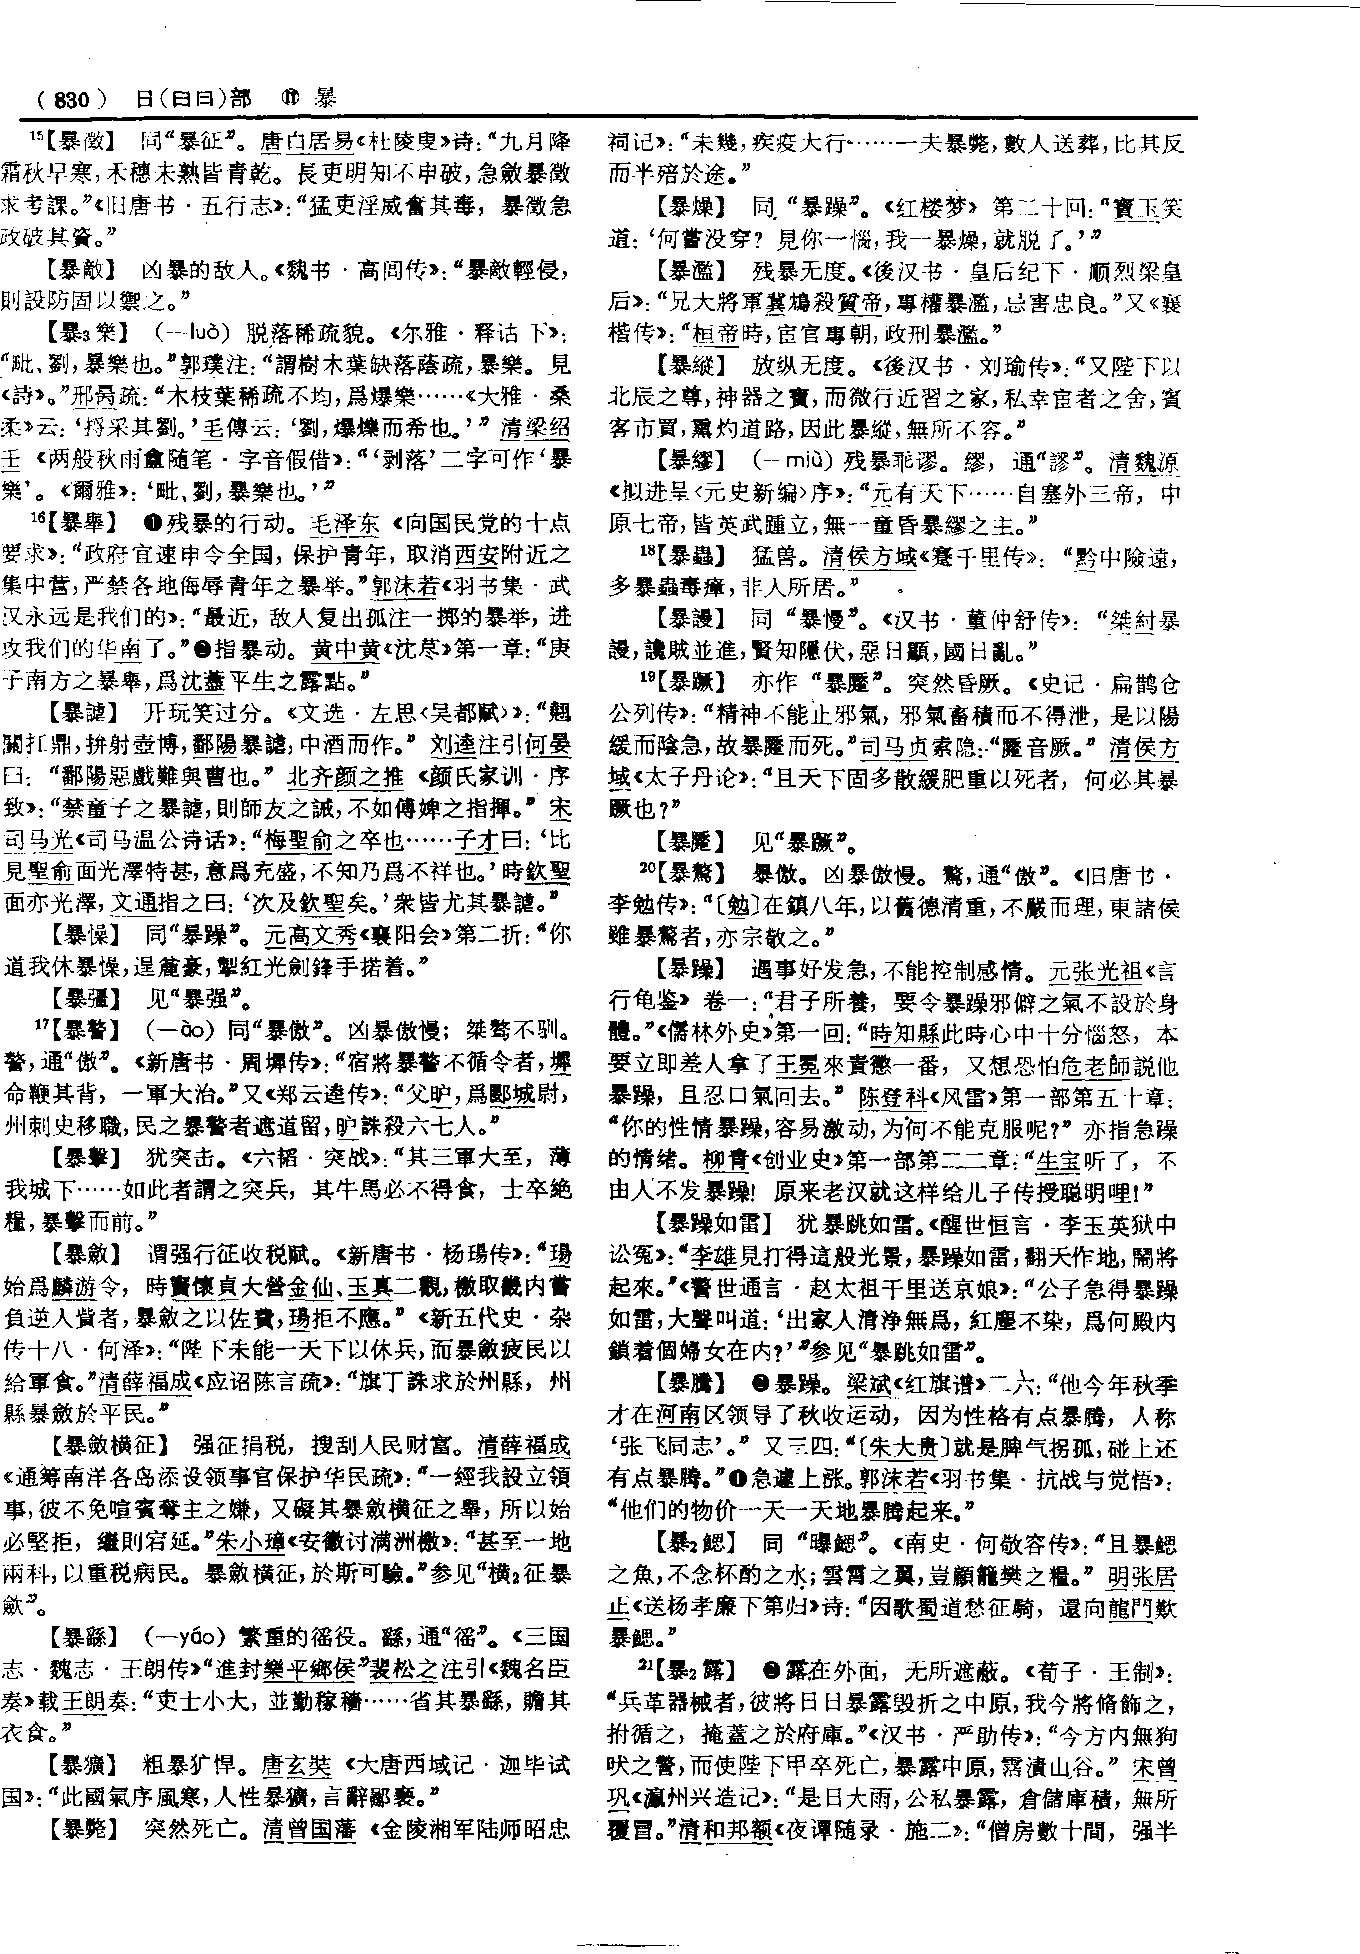 （830） 日(曰冃)部 ⑪ 暴
15【暴徵】 同“暴征”。唐白居易《杜陵叟》诗：“九月降
霜秋早寒，禾穗未熟皆青乾。長吏明知不申破，急斂暴徵
求考課。”《旧唐书·五行志》：“猛吏淫威奮其毒，暴徵急
政破其資。”
【暴敵】 凶暴的敌人。《魏书·高闾传》：“暴敵輕侵，
則設防固以禦之。”
【暴3樂】 （—luò）脱落稀疏貌。《尔雅·释诂下》：
“毗、劉，暴樂也。”郭璞注：“謂樹木葉缺落蔭疏，暴樂。見
《詩》。”邢昺疏：“木枝葉稀疏不均，爲爆樂……《大雅·桑
柔》云：‘捋采其劉。’毛傳云：‘劉，爆爍而希也。’”清梁绍
壬《两般秋雨盦随笔·字音假借》：“‘剥落’二字可作‘暴
樂’。《爾雅》：‘毗、劉，暴樂也。’”
16【暴舉】 ❶残暴的行动。毛泽东《向国民党的十点
要求》：“政府宜速申令全国，保护青年，取消西安附近之
集中营，严禁各地侮辱青年之暴举。”郭沫若《羽书集·武
汉永远是我们的》：“最近，敌人复出孤注一掷的暴举，进
攻我们的华南了。”❷指暴动。黄中黄《沈荩》第一章：“庚
子南方之暴舉，爲沈藎平生之露點。”
【暴謔】 开玩笑过分。《文选·左思〈吴都赋〉》：“翹
關扛鼎，拚射壺博，鄱陽暴謔，中酒而作。”刘逵注引何晏
曰：“鄱陽惡戲難與曹也。”北齐颜之推《颜氏家训·序
致》：“禁童子之暴謔，則師友之誡，不如傅婢之指揮。”宋
司马光《司马温公诗话》：“梅聖俞之卒也……子才曰：‘比
見聖俞面光澤特甚，意爲充盛，不知乃爲不祥也。’時欽聖
面亦光澤，文通指之曰：‘次及欽聖矣。’衆皆尤其暴謔。”
【暴懆】 同“暴躁”。元高文秀《襄阳会》第二折：“你
道我休暴懆，逞麄豪，掣紅光劍鋒手掿着。”
【暴彊】 见“暴强”。
17【暴謷】 （—ào）同“暴傲”。凶暴傲慢；桀骜不驯。
謷，通“傲”。《新唐书·周墀传》：“宿將暴謷不循令者，墀
命鞭其背，一軍大治。”又《郑云逵传》：“父昈，爲郾城尉，
州刺史移職，民之暴謷者遮道留，昈誅殺六七人。”
【暴擊】 犹突击。《六韬·突战》：“其三軍大至，薄
我城下……如此者謂之突兵，其牛馬必不得食，士卒絶
糧，暴擊而前。”
【暴斂】 谓强行征收税赋。《新唐书·杨瑒传》：“瑒
始爲麟游令，時竇懷貞大營金仙、玉真二觀，檄取畿内嘗
負逆人貲者，暴斂之以佐費，瑒拒不應。”《新五代史·杂
传十八·何泽》：“陛下未能一天下以休兵，而暴斂疲民以
給軍食。”清薛福成《应诏陈言疏》：“旗丁誅求於州縣，州
縣暴斂於平民。”
【暴斂横征】 强征捐税，搜刮人民财富。清薛福成
《通筹南洋各岛添设领事官保护华民疏》：“一經我設立領
事，彼不免喧賓奪主之嫌，又礙其暴斂横征之舉，所以始
必堅拒，繼則宕延。”朱小璋《安徽讨满洲檄》：“甚至一地
兩科，以重税病民。暴斂横征，於斯可驗。”参见“横2征暴
斂”。
【暴繇】 （—yáo）繁重的徭役。繇，通“徭”。《三国
志·魏志·王朗传》“進封樂平鄉侯”裴松之注引《魏名臣
奏》载王朗奏：“吏士小大，並勤稼穡……省其暴繇，贍其
衣食。”
【暴獷】 粗暴犷悍。唐玄奘《大唐西域记·迦毕试
国》：“此國氣序風寒，人性暴獷，言辭鄙褻。”
【暴斃】 突然死亡。清曾国藩《金陵湘军陆师昭忠
祠记》：“未幾，疾疫大行……一夫暴斃，數人送葬，比其反
而半殕於途。”
【暴燥】 同“暴躁”。《红楼梦》第二十回：“寶玉笑
道：‘何嘗没穿？見你一惱，我一暴燥，就脱了。’”
【暴濫】 残暴无度。《後汉书·皇后纪下·顺烈梁皇
后》：“兄大將軍冀鴆殺質帝，專權暴濫，忌害忠良。”又《襄
楷传》：“桓帝時，宦官專朝，政刑暴濫。”
【暴縱】 放纵无度。《後汉书·刘瑜传》：“又陛下以
北辰之尊，神器之寶，而微行近習之家，私幸宦者之舍，賓
客市買，熏灼道路，因此暴縱，無所不容。”
【暴繆】 （—miù）残暴乖谬。繆，通“謬”。清魏源
《拟进呈〈元史新编〉序》：“元有天下……自塞外三帝，中
原七帝，皆英武踵立，無一童昏暴繆之主。”
18【暴蟲】 猛兽。清侯方域《蹇千里传》：“黔中險遠，
多暴蟲毒瘴，非人所居。”
【暴謾】 同“暴慢”。《汉书·董仲舒传》：“桀紂暴
謾，讒賊並進，賢知隱伏，惡日顯，國日亂。”
19【暴蹶】 亦作“暴蹷”。突然昏厥。《史记·扁鹊仓
公列传》：“精神不能止邪氣，邪氣畜積而不得泄，是以陽
緩而陰急，故暴蹷而死。”司马贞索隐：“蹷音厥。”清侯方
域《太子丹论》：“且天下固多散緩肥重以死者，何必其暴
蹶也？”
【暴蹷】 见“暴蹶”。
20【暴驁】 暴傲。凶暴傲慢。驁，通“傲”。《旧唐书·
李勉传》：“〔勉〕在鎮八年，以舊德清重，不嚴而理，東諸侯
雖暴驁者，亦宗敬之。”
【暴躁】 遇事好发急，不能控制感情。元张光祖《言
行龟鉴》卷一：“君子所養，要令暴躁邪僻之氣不設於身
體。”《儒林外史》第一回：“時知縣此時心中十分惱怒，本
要立即差人拿了王冕來責懲一番，又想恐怕危老師説他
暴躁，且忍口氣回去。”陈登科《风雷》第一部第五十章：
“你的性情暴躁，容易激动，为何不能克服呢？”亦指急躁
的情绪。柳青《创业史》第一部第二二章：“生宝听了，不
由人不发暴躁！原来老汉就这样给儿子传授聪明哩！”
【暴躁如雷】 犹暴跳如雷。《醒世恒言·李玉英狱中
讼冤》：“李雄見打得這般光景，暴躁如雷，翻天作地，鬧將
起來。”《警世通言·赵太祖千里送京娘》：“公子急得暴躁
如雷，大聲叫道：‘出家人清浄無爲，紅塵不染，爲何殿内
鎖着個婦女在内？’”参见“暴跳如雷”。
【暴騰】 ❷暴躁。梁斌《红旗谱》二六：“他今年秋季
才在河南区领导了秋收运动，因为性格有点暴腾，人称
‘张飞同志’。”又三四：“〔朱大贵〕就是脾气拐孤，碰上还
有点暴腾。”❶急遽上涨。郭沫若《羽书集·抗战与觉悟》：
“他们的物价一天一天地暴腾起来。”
【暴2鰓】 同“曝鰓”。《南史·何敬容传》：“且暴鰓
之魚，不念杯酌之水；雲霄之翼，豈顧籠樊之糧。”明张居
正《送杨孝廉下第归》诗：“因歌蜀道愁征騎，還向龍門歎
暴鰓。”
21【暴2露】 ❷露在外面，无所遮蔽。《荀子·王制》：
“兵革器械者，彼將日日暴露毁折之中原，我今將脩飾之，
拊循之，掩蓋之於府庫。”《汉书·严助传》：“今方内無狗
吠之警，而使陛下甲卒死亡，暴露中原，霑漬山谷。”宋曾
巩《瀛州兴造记》：“是日大雨，公私暴露，倉儲庫積，無所
覆冒。”清和邦额《夜谭随录·施二》：“僧房數十間，强半